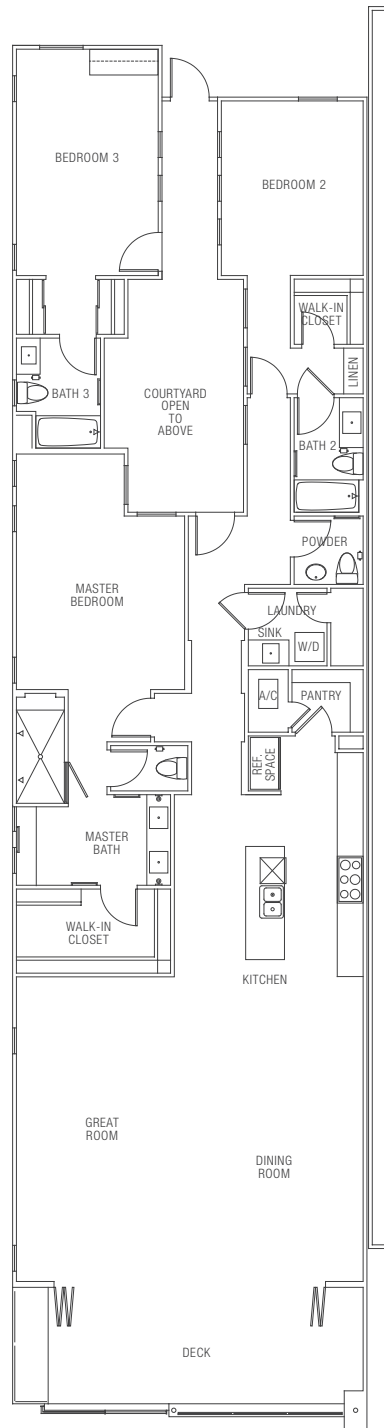 BEDROOM 3
BEDROOM 2
WALK-IN
CLOSET
LINEN
BATH 3
COURTYARD
OPEN
TO
ABOVE
BATH 2
POWDER
MASTER
BEDROOM
LAUNDRY
SINK
W/D
A/C
PANTRY
REF.
SPACE
MASTER
BATH
WALK-IN
CLOSET
KITCHEN
GREAT
ROOM
DINING
ROOM
DECK